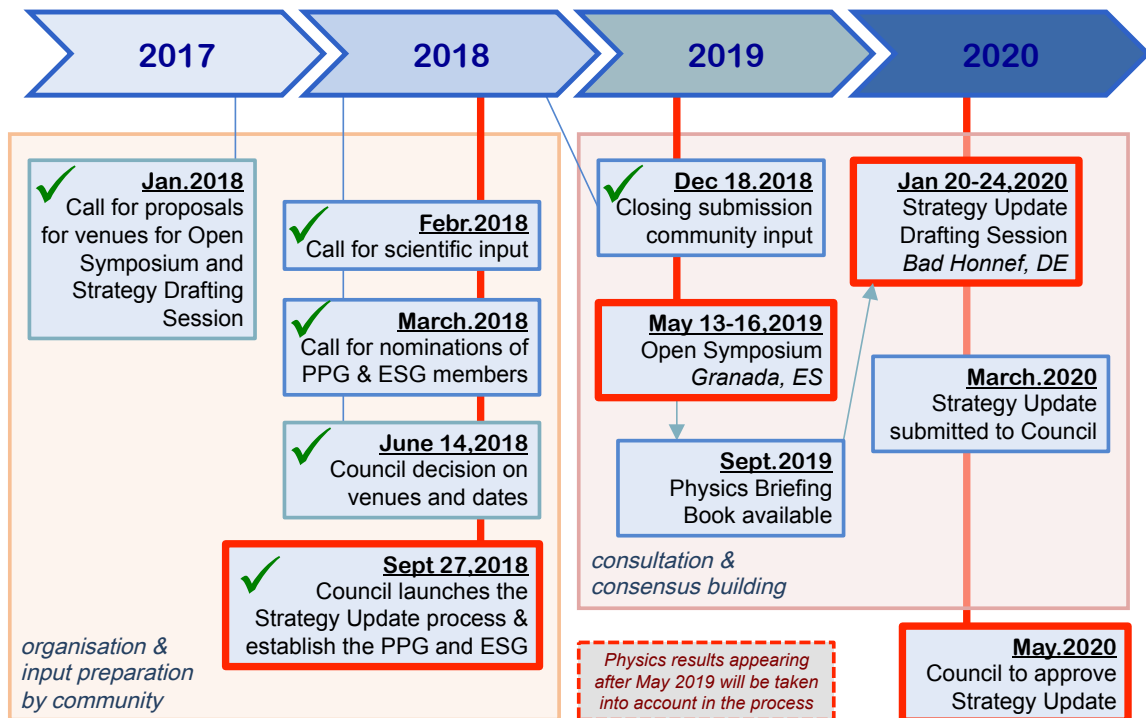 2017
2018
2019
2020
Jan.2018
Call for proposals
for venues for Open
Symposium and
Strategy Drafting
Session
Febr.2018
Call for scientific input
March.2018
Call for nominations of
PPG & ESG members
June 14,2018
Council decision on
venues and dates
Sept 27,2018
Council launches the
Strategy Update process &
establish the PPG and ESG
organisation &
input preparation
by community
Dec 18.2018
Closing submission
community input
May 13-16,2019
Open Symposium
Granada, ES
Sept.2019
Physics Briefing
Book available
Jan 20-24,2020
Strategy Update
Drafting Session
Bad Honnef, DE
March.2020
Strategy Update
submitted to Council
consensus building
consultation &
May.2020
Council to approve
Strategy Update
Physics results appearing
after May 2019 will be taken
into account in the process